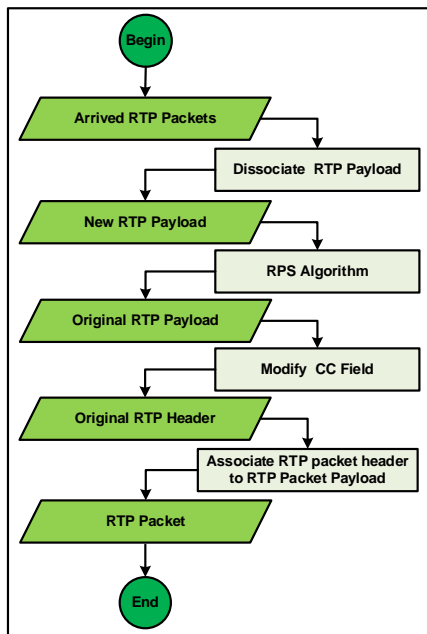 Begin
Arrived RTP Packets
Dissociate RTP Payload
New RTP Payload
RPS Algorithm
Original RTP Payload
Modify CC Field
Original RTP Header
Associate RTP packet header
to RTP Packet Payload
RTP Packet
End